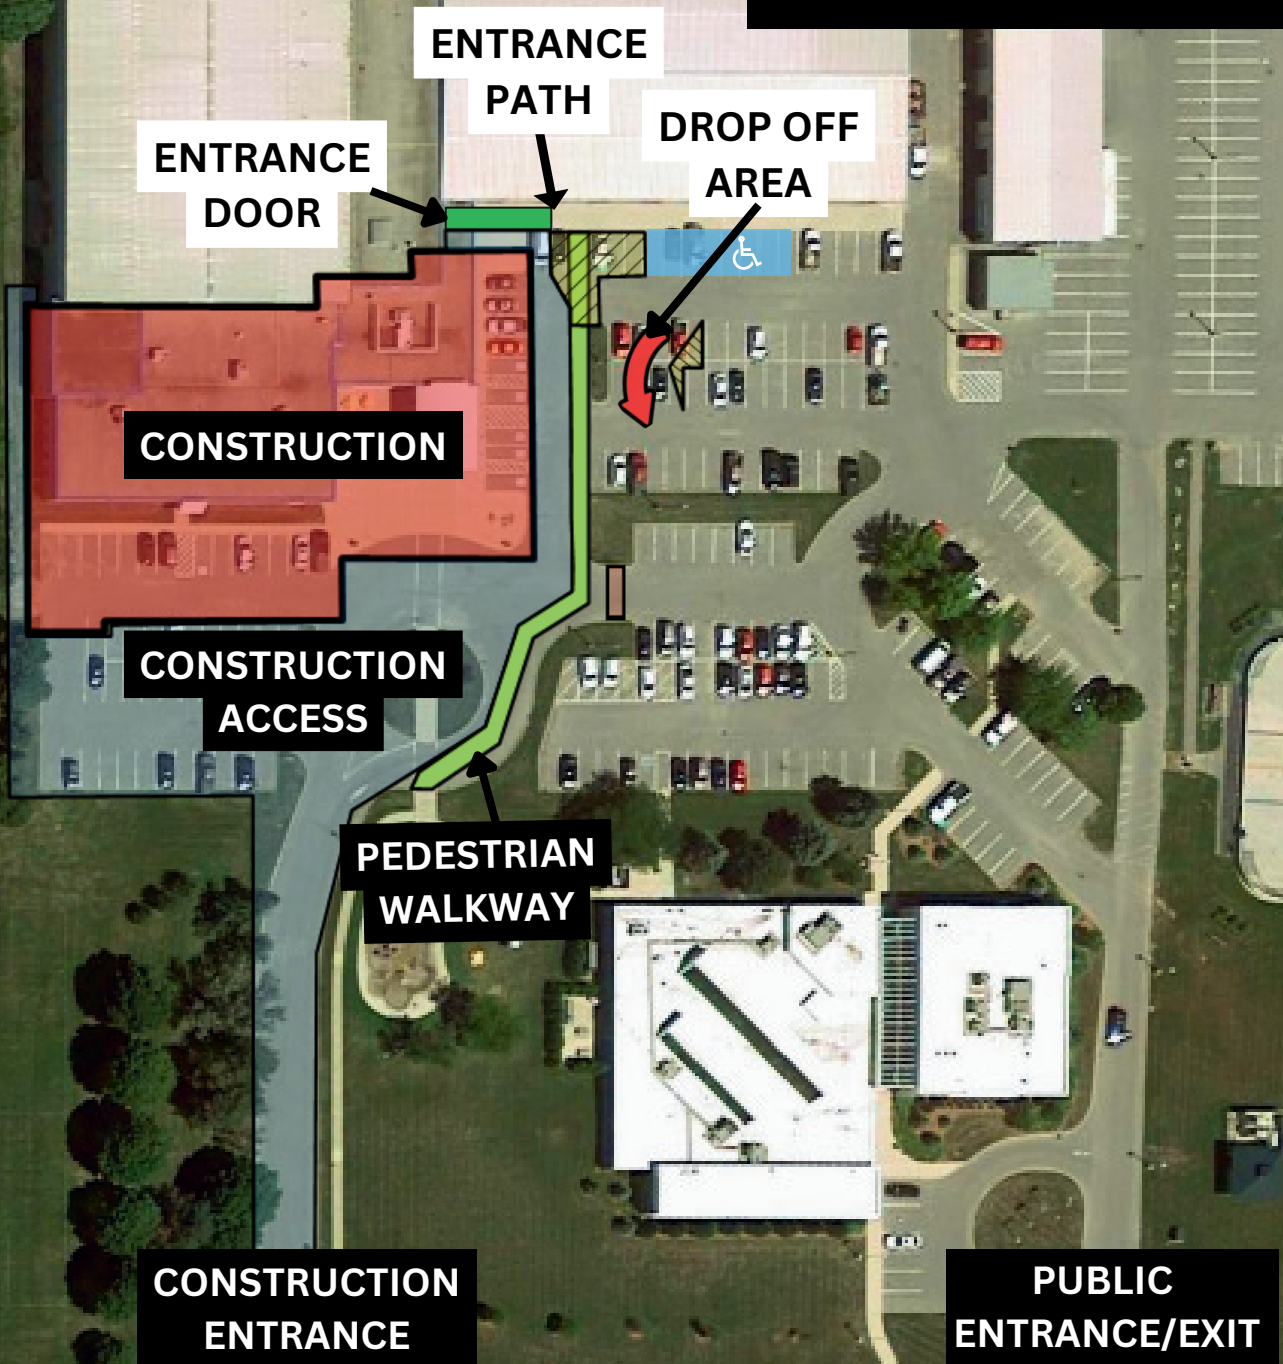 ENTRANCE
PATH
DROP OFF
AREA
ENTRANCE
DOOR
CONSTRUCTION
CONSTRUCTION
ACCESS
PEDESTRIAN
WALKWAY
CONSTRUCTION
ENTRANCE
PUBLIC
ENTRANCE/EXIT